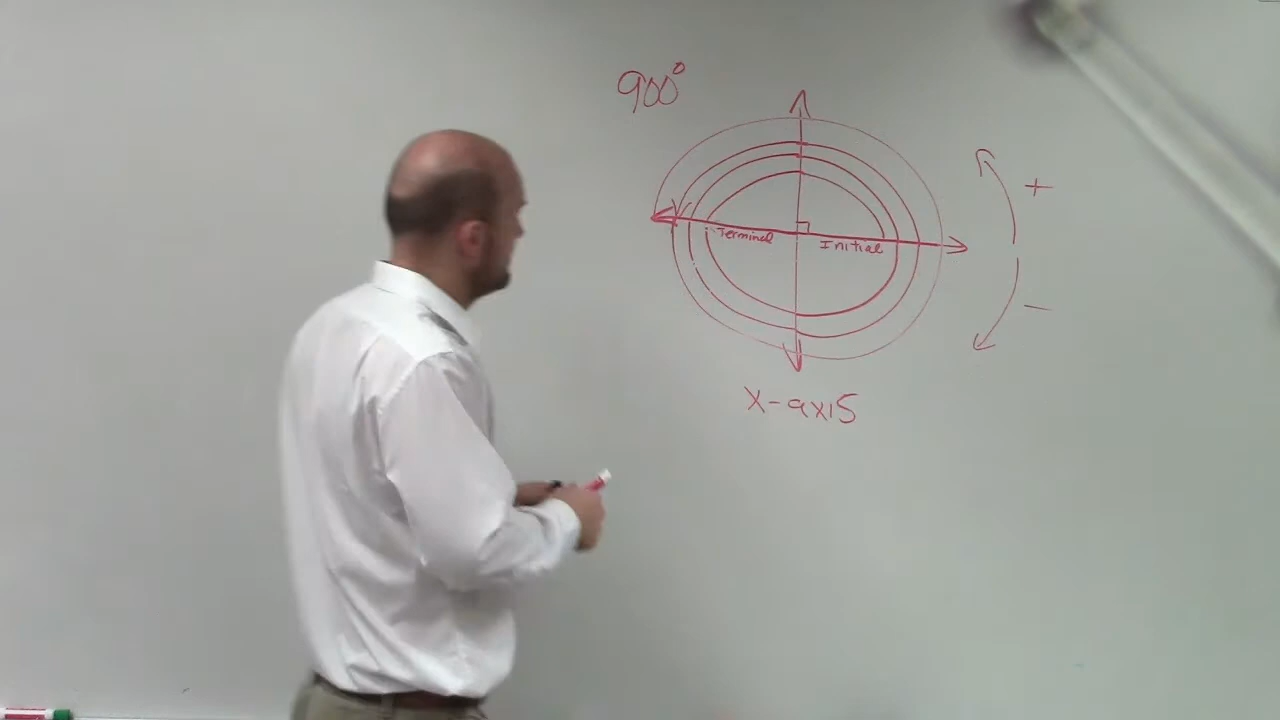 900°
+
Terminal Initial
−
x-axis